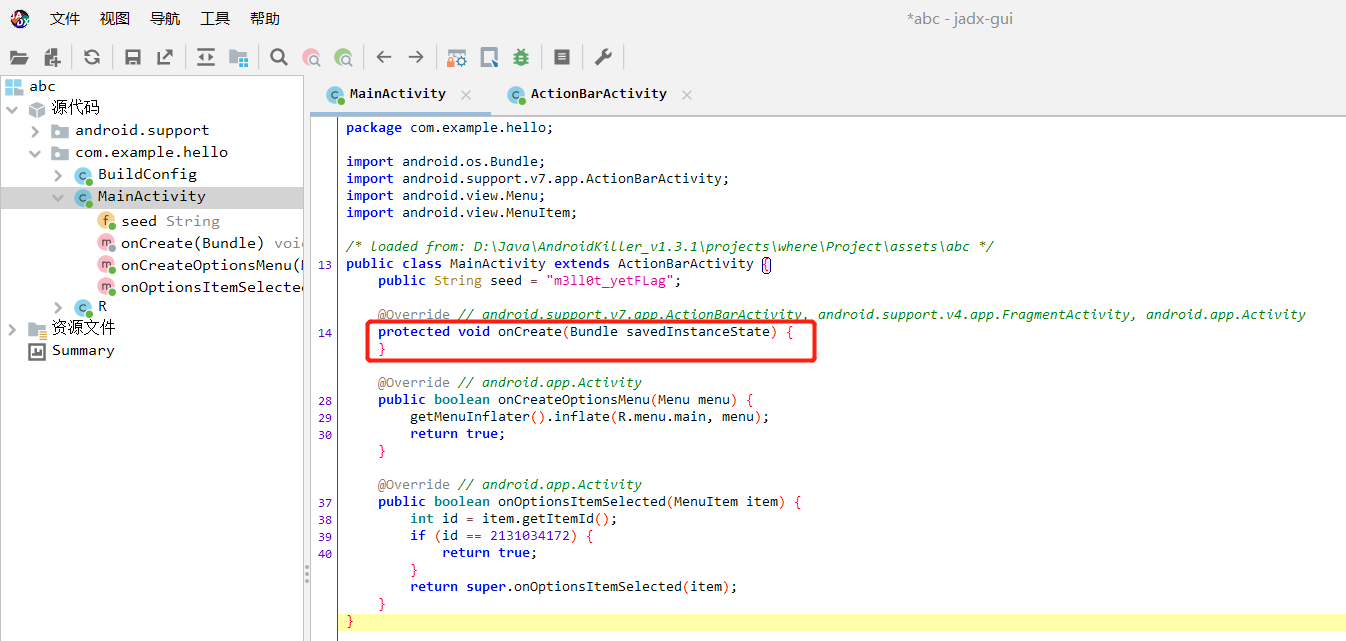 文件 视图 导航 工具 帮助 *abc - jadx-gui
abc
源代码
android.support
com.example.hello
BuildConfig
MainActivity
seed String
onCreate(Bundle) voi
onCreateOptionsMenu(
onOptionsItemSelecte
R
资源文件
Summary
MainActivity ActionBarActivity
package com.example.hello;
import android.os.Bundle;
import android.support.v7.app.ActionBarActivity;
import android.view.Menu;
import android.view.MenuItem;
/* loaded from: D:\Java\AndroidKiller_v1.3.1\projects\where\Project\assets\abc */
13 public class MainActivity extends ActionBarActivity {
public String seed = "m3ll0t_yetFLag";
@Override // android.support.v7.app.ActionBarActivity, android.support.v4.app.FragmentActivity, android.app.Activity
14 protected void onCreate(Bundle savedInstanceState) {
}
@Override // android.app.Activity
28 public boolean onCreateOptionsMenu(Menu menu) {
29 getMenuInflater().inflate(R.menu.main, menu);
30 return true;
}
@Override // android.app.Activity
37 public boolean onOptionsItemSelected(MenuItem item) {
38 int id = item.getItemId();
39 if (id == 2131034172) {
40 return true;
}
return super.onOptionsItemSelected(item);
}
}